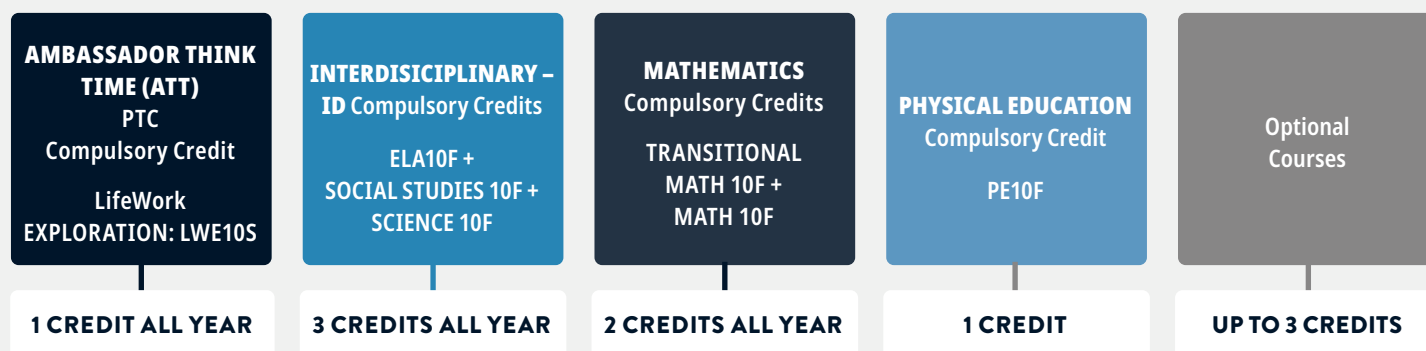 AMBASSADOR THINK
TIME (ATT)
PTC
Compulsory Credit
LifeWork
EXPLORATION: LWE10S
1 CREDIT ALL YEAR
INTERDISICIPLINARY –
ID Compulsory Credits
ELA10F +
SOCIAL STUDIES 10F +
SCIENCE 10F
3 CREDITS ALL YEAR
MATHEMATICS
Compulsory Credits
TRANSITIONAL
MATH 10F +
MATH 10F
2 CREDITS ALL YEAR
PHYSICAL EDUCATION
Compulsory Credit
PE10F
1 CREDIT
Optional
Courses
UP TO 3 CREDITS